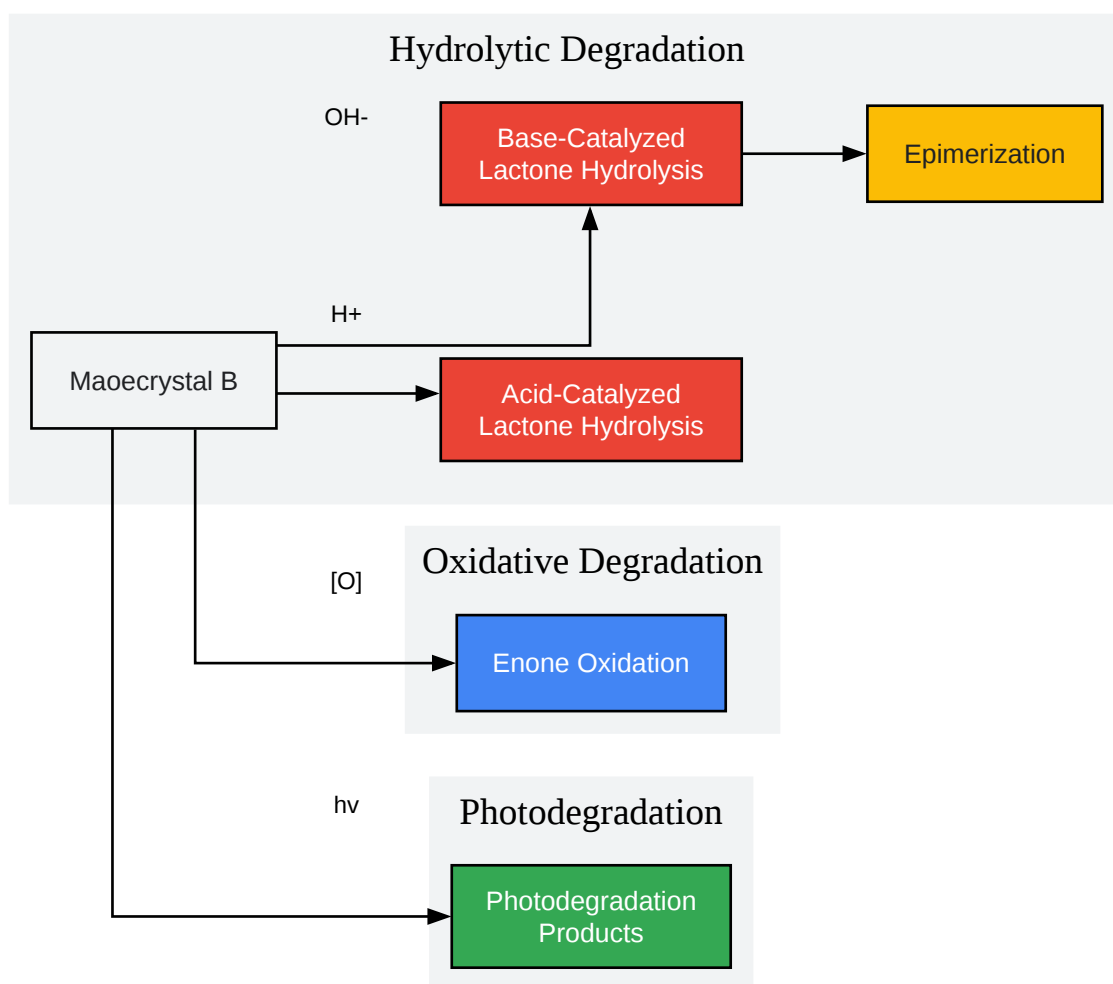 Hydrolytic Degradation
OH-
Base-Catalyzed
Lactone Hydrolysis
Epimerization
H+
Maoecrystal B
Acid-Catalyzed
Lactone Hydrolysis
Oxidative Degradation
[O]
Enone Oxidation
Photodegradation
hv
Photodegradation
Products